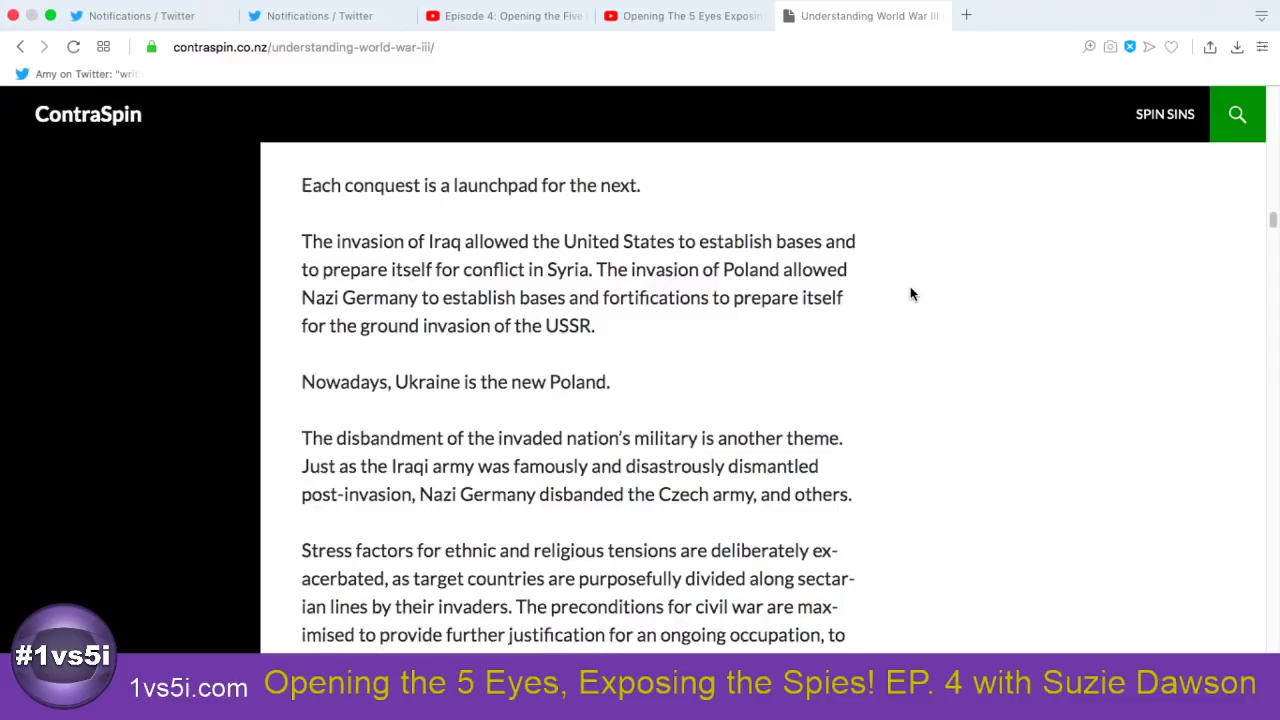 Notifications / Twitter
Notifications / Twitter
Episode 4: Opening the Five
Opening The 5 Eyes Exposin
Understanding World War III
contraspin.co.nz/understanding-world-war-iii/
Amy on Twitter: "writ
ContraSpin
SPIN SINS
Each conquest is a launchpad for the next.
The invasion of Iraq allowed the United States to establish bases and
to prepare itself for conflict in Syria. The invasion of Poland allowed
Nazi Germany to establish bases and fortifications to prepare itself
for the ground invasion of the USSR.
Nowadays, Ukraine is the new Poland.
The disbandment of the invaded nation’s military is another theme.
Just as the Iraqi army was famously and disastrously dismantled
post-invasion, Nazi Germany disbanded the Czech army, and others.
Stress factors for ethnic and religious tensions are deliberately ex-
acerbated, as target countries are purposefully divided along sectar-
ian lines by their invaders. The preconditions for civil war are max-
imised to provide further justification for an ongoing occupation, to
#1vs5i
1vs5i.com
Opening the 5 Eyes, Exposing the Spies! EP. 4 with Suzie Dawson